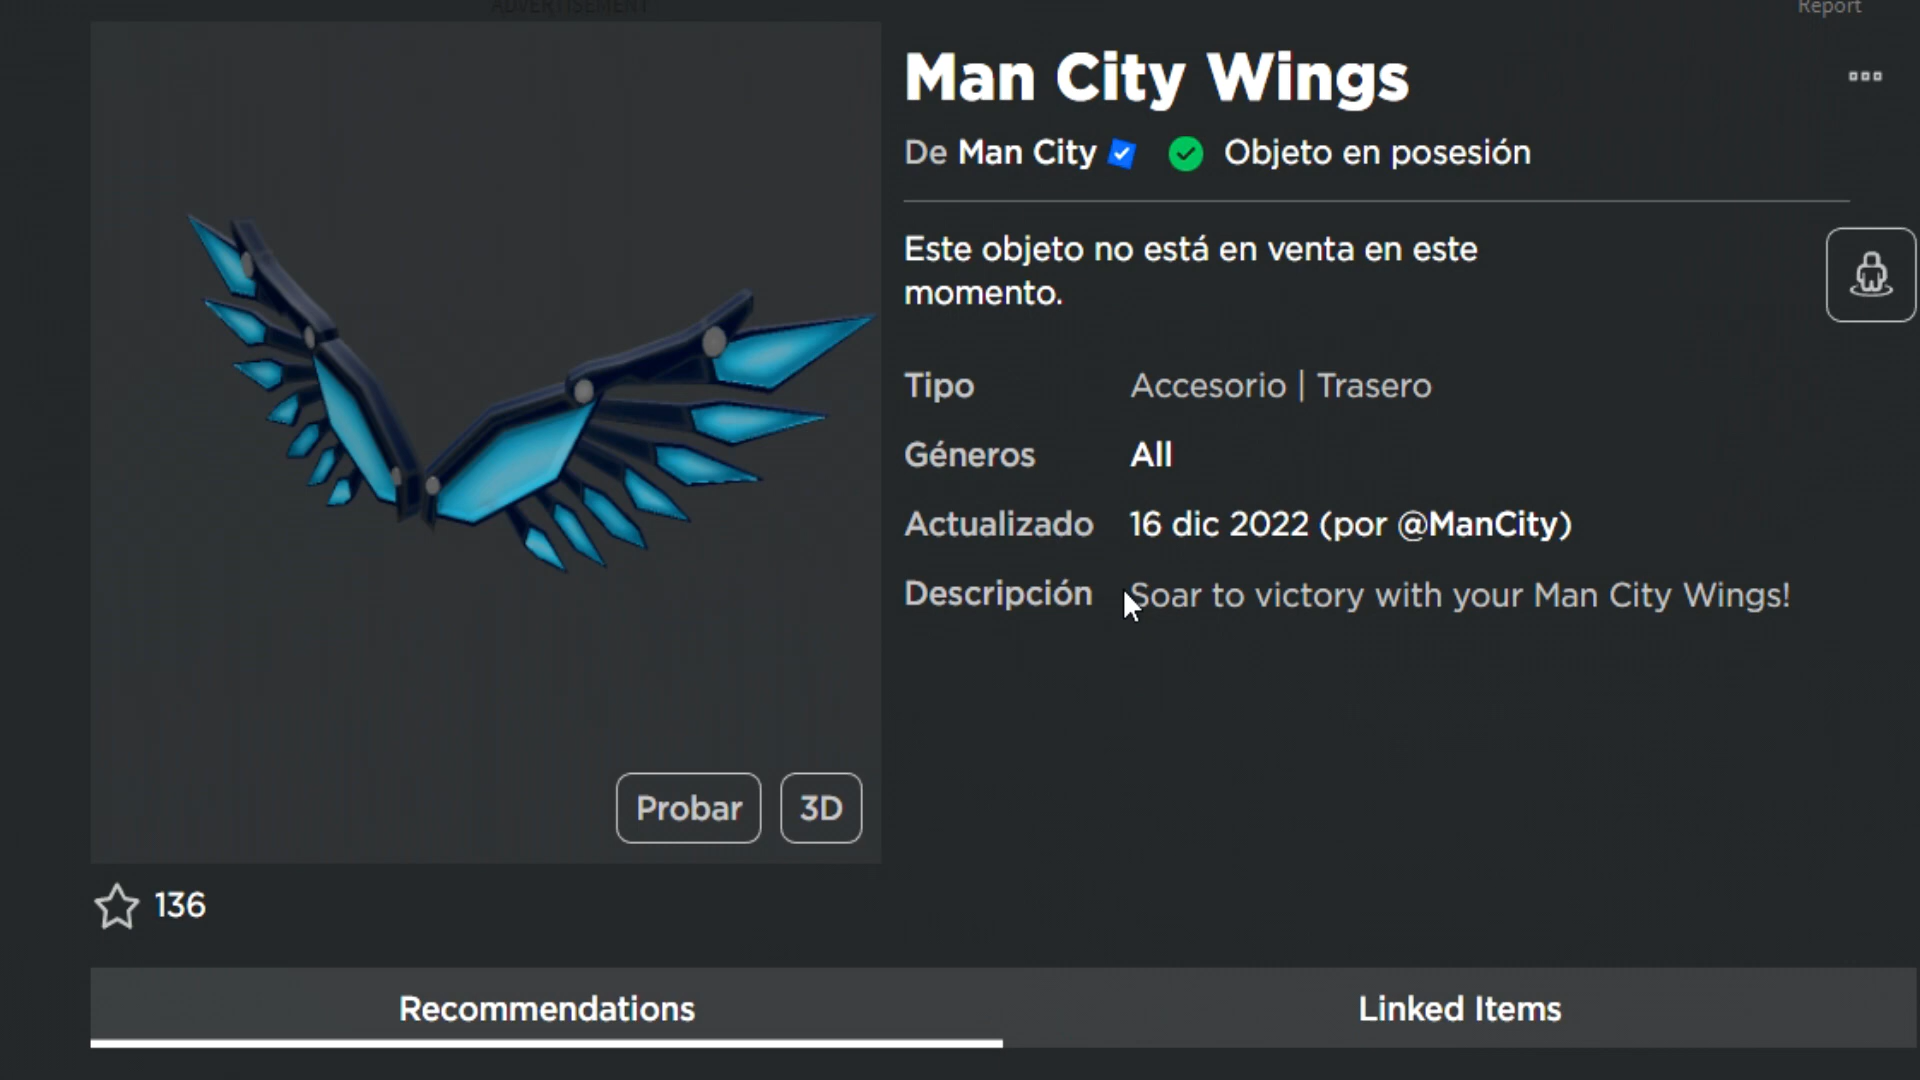 ADVERTISEMENT
Report
Man City Wings
De Man City Objeto en posesión
Este objeto no está en venta en este
momento.
Tipo Accesorio | Trasero
Géneros All
Actualizado 16 dic 2022 (por @ManCity)
Descripción Soar to victory with your Man City Wings!
Probar 3D
136
Recommendations Linked Items